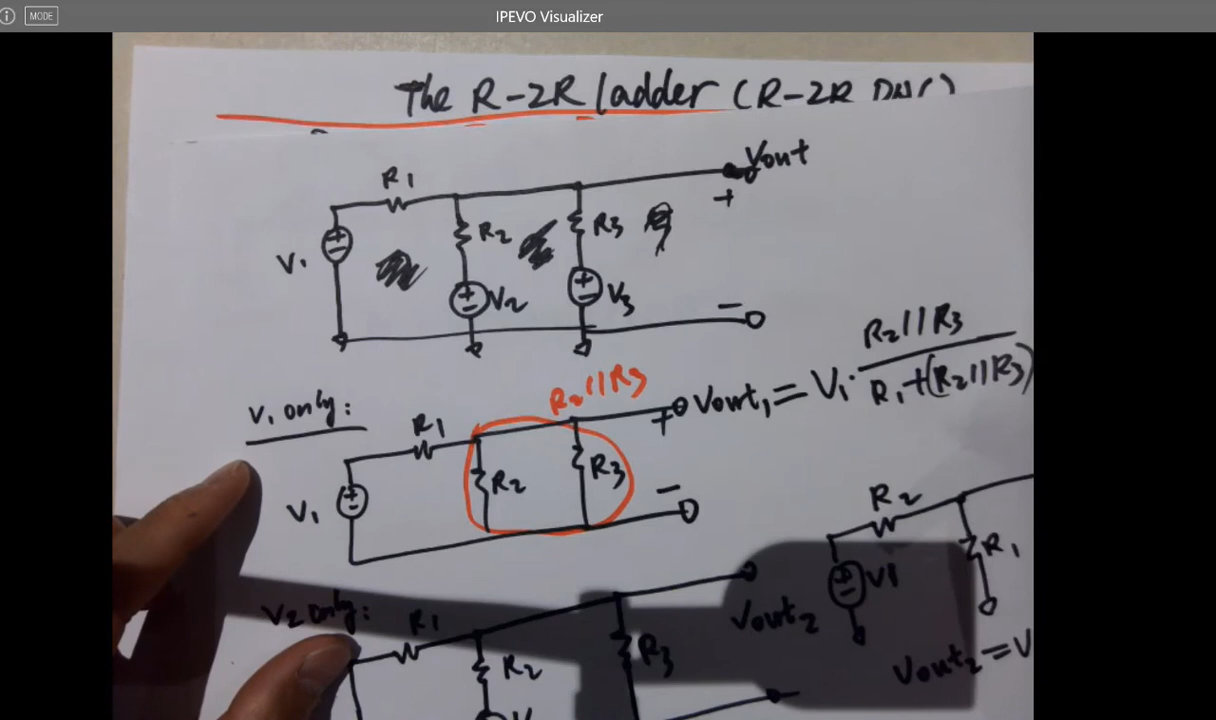 MODE
IPEVO Visualizer
The R-2R ladder (R-2R DAC)
R1
R2
R3
Vout
+
V1
V2
V3
−
V1 only:
R2//R3
R1
R2
R3
V1
+
−
Vout1 = V1 · R2//R3
R1+(R2//R3)
V2 only:
R1
R2
R3
Vout2
R2
R1
V1
Vout2 = V